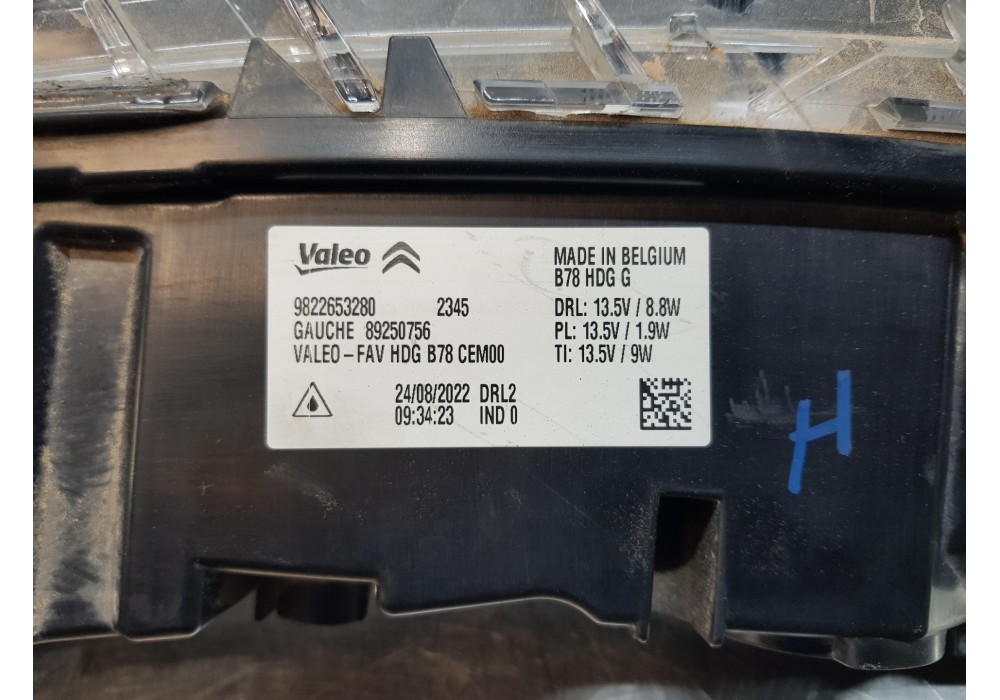 Valeo
9822653280 2345
GAUCHE 89250756
VALEO-FAV HDG B78 CEM00
24/08/2022 DRL2
09:34:23 IND 0
MADE IN BELGIUM
B78 HDG G
DRL: 13.5V / 8.8W
PL: 13.5V / 1.9W
TI: 13.5V / 9W
H